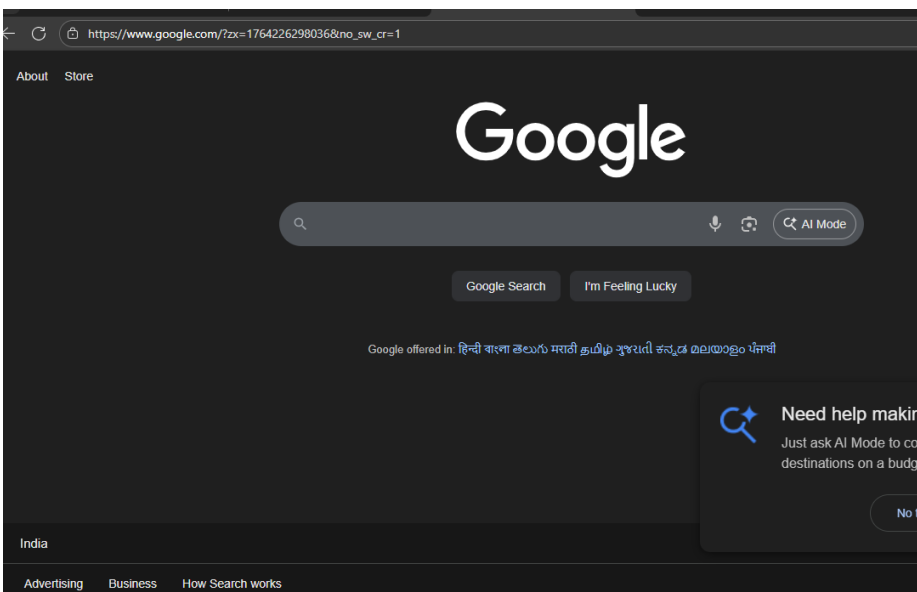 https://www.google.com/?zx=1764226298036&no_sw_cr=1
About Store
Google
AI Mode
Google Search I'm Feeling Lucky
Google offered in: हिन्दी বাংলা తెలుగు मराठी தமிழ் ગુજરાતી ಕನ್ನಡ മലയാളം ਪੰਜਾਬੀ
Need help makin
Just ask AI Mode to co
destinations on a budg
No t
India
Advertising Business How Search works